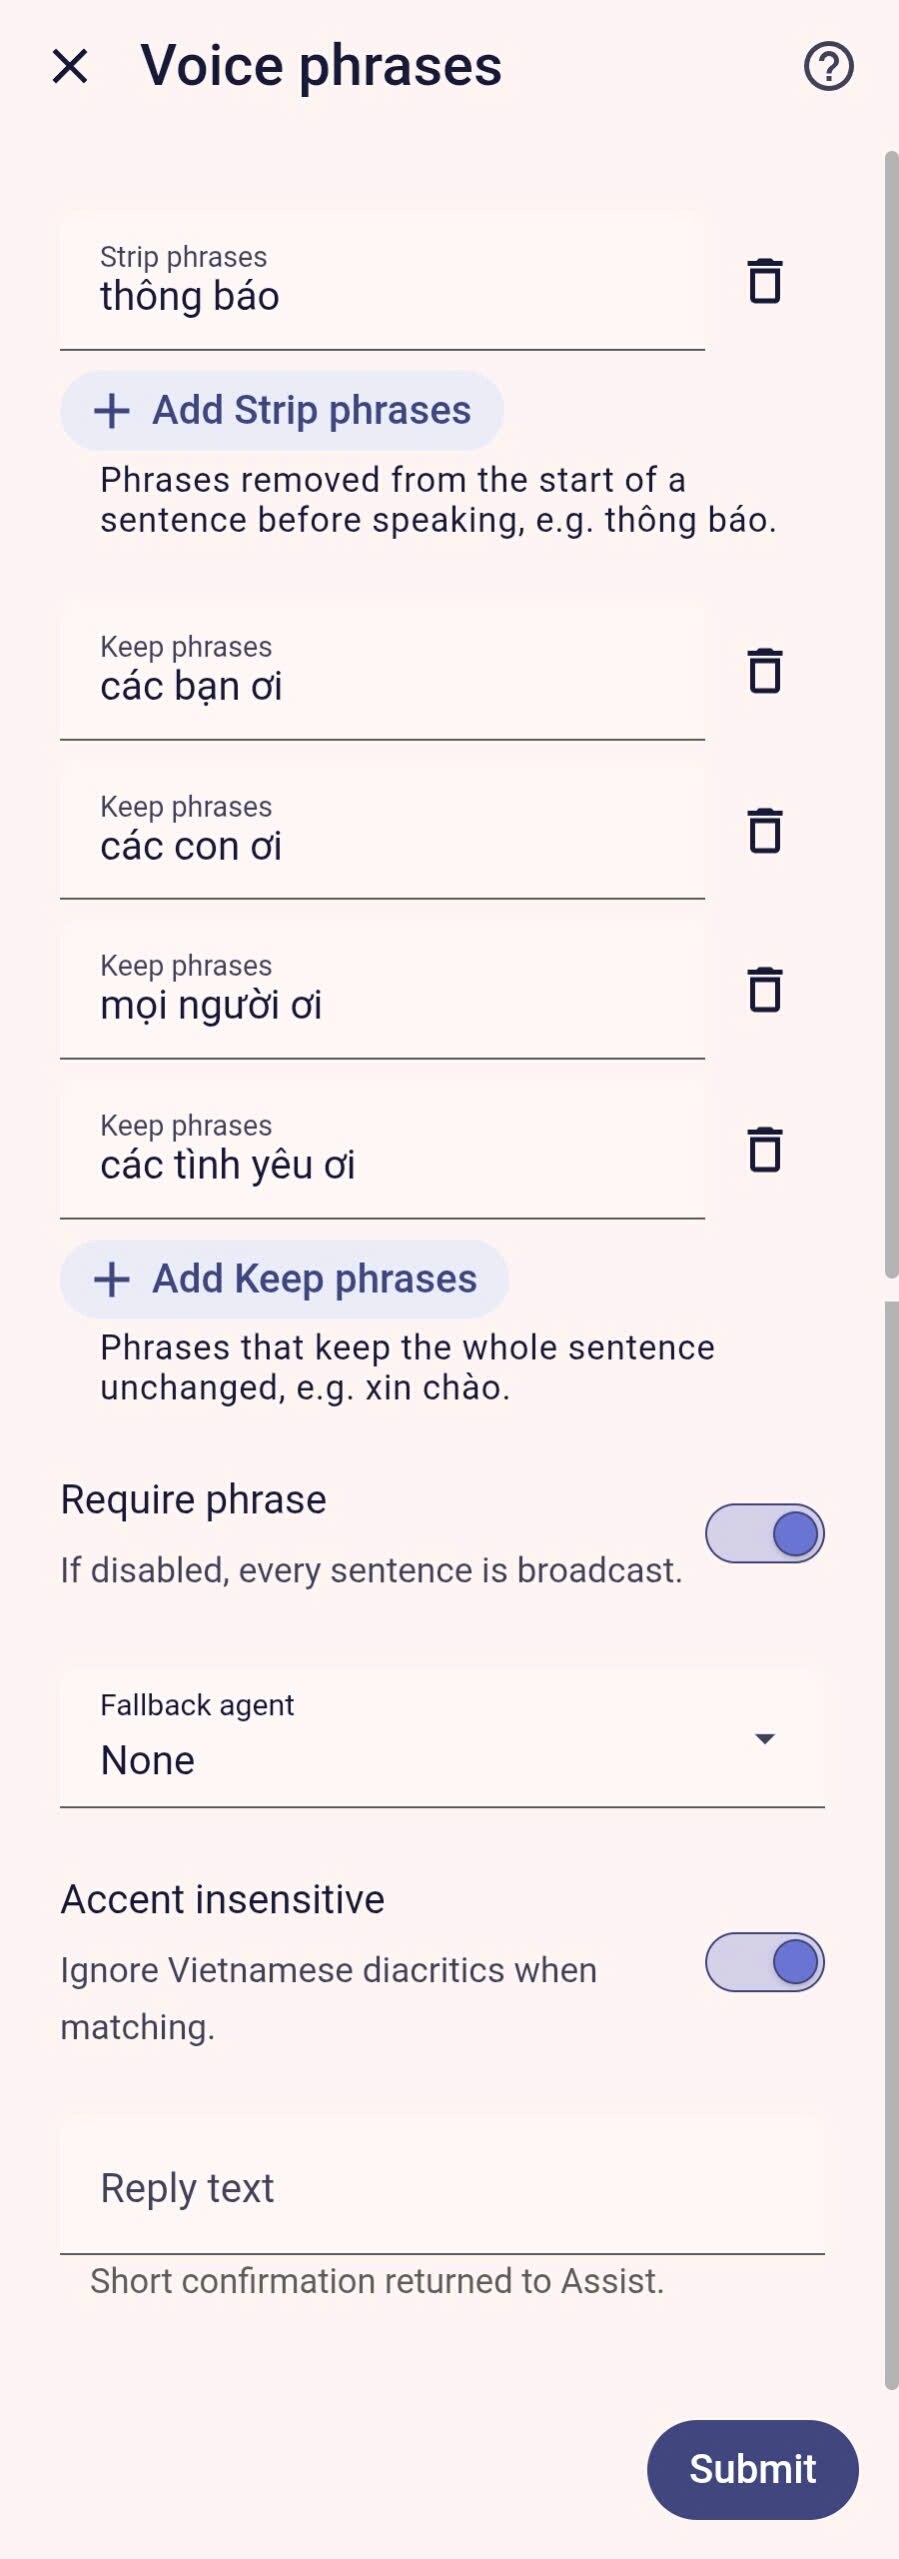 Voice phrases
Strip phrases
thông báo
Add Strip phrases
Phrases removed from the start of a
sentence before speaking, e.g. thông báo.
Keep phrases
các bạn ơi
Keep phrases
các con ơi
Keep phrases
mọi người ơi
Keep phrases
các tình yêu ơi
Add Keep phrases
Phrases that keep the whole sentence
unchanged, e.g. xin chào.
Require phrase
If disabled, every sentence is broadcast.
Fallback agent
None
Accent insensitive
Ignore Vietnamese diacritics when
matching.
Reply text
Short confirmation returned to Assist.
Submit